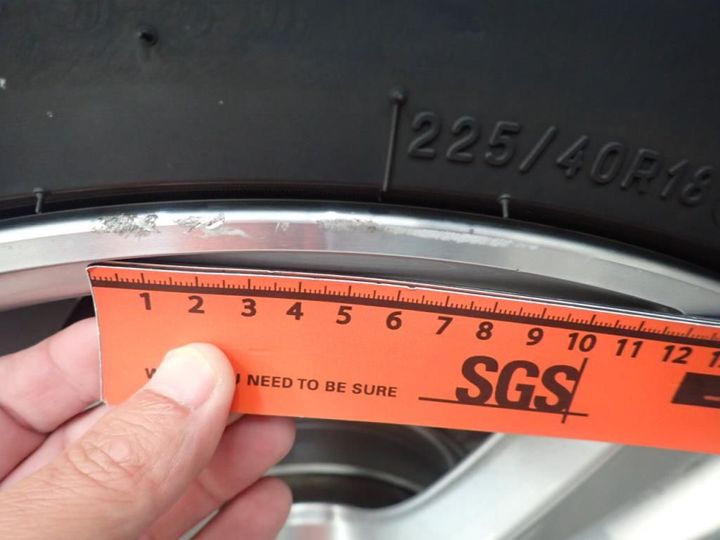 225/40R18
1 2 3 4 5 6 7 8 9 10 11 12
NEED TO BE SURE
SGS